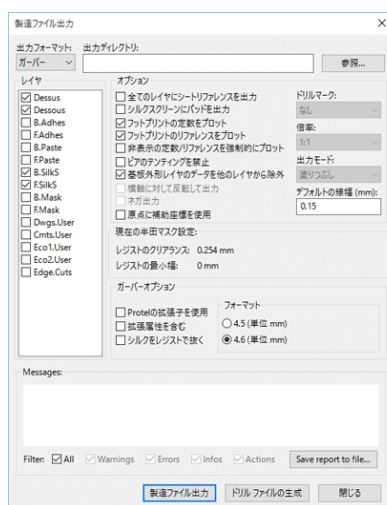 製造ファイル出力
出力フォーマット: 出力ディレクトリ:
ガーバー 参照...
レイヤ
Dessus
Dessous
B.Adhes
F.Adhes
B.Paste
F.Paste
B.SilkS
F.SilkS
B.Mask
F.Mask
Dwgs.User
Cmts.User
Eco1.User
Eco2.User
Edge.Cuts
オプション
全てのレイヤにシートリファレンスを出力
シルクスクリーンにパッドを出力
フットプリントの定数をプロット
フットプリントのリファレンスをプロット
非表示の定数/リファレンスを強制的にプロット
ビアのテンティングを禁止
基板外形レイヤのデータを他のレイヤから除外
横軸に対して反転して出力
ネガ出力
原点に補助座標を使用
ドリルマーク:
なし
倍率:
1:1
出力モード:
塗りつぶし
デフォルトの線幅 (mm):
0.15
現在の半田マスク設定:
レジストのクリアランス: 0.254 mm
レジストの最小幅: 0 mm
ガーバーオプション
Protelの拡張子を使用
拡張属性を含む
シルクをレジストで抜く
フォーマット
4.5 (単位 mm)
4.6 (単位 mm)
Messages:
Filter: All Warnings Errors Infos Actions Save report to file...
製造ファイル出力 ドリル ファイルの生成 閉じる